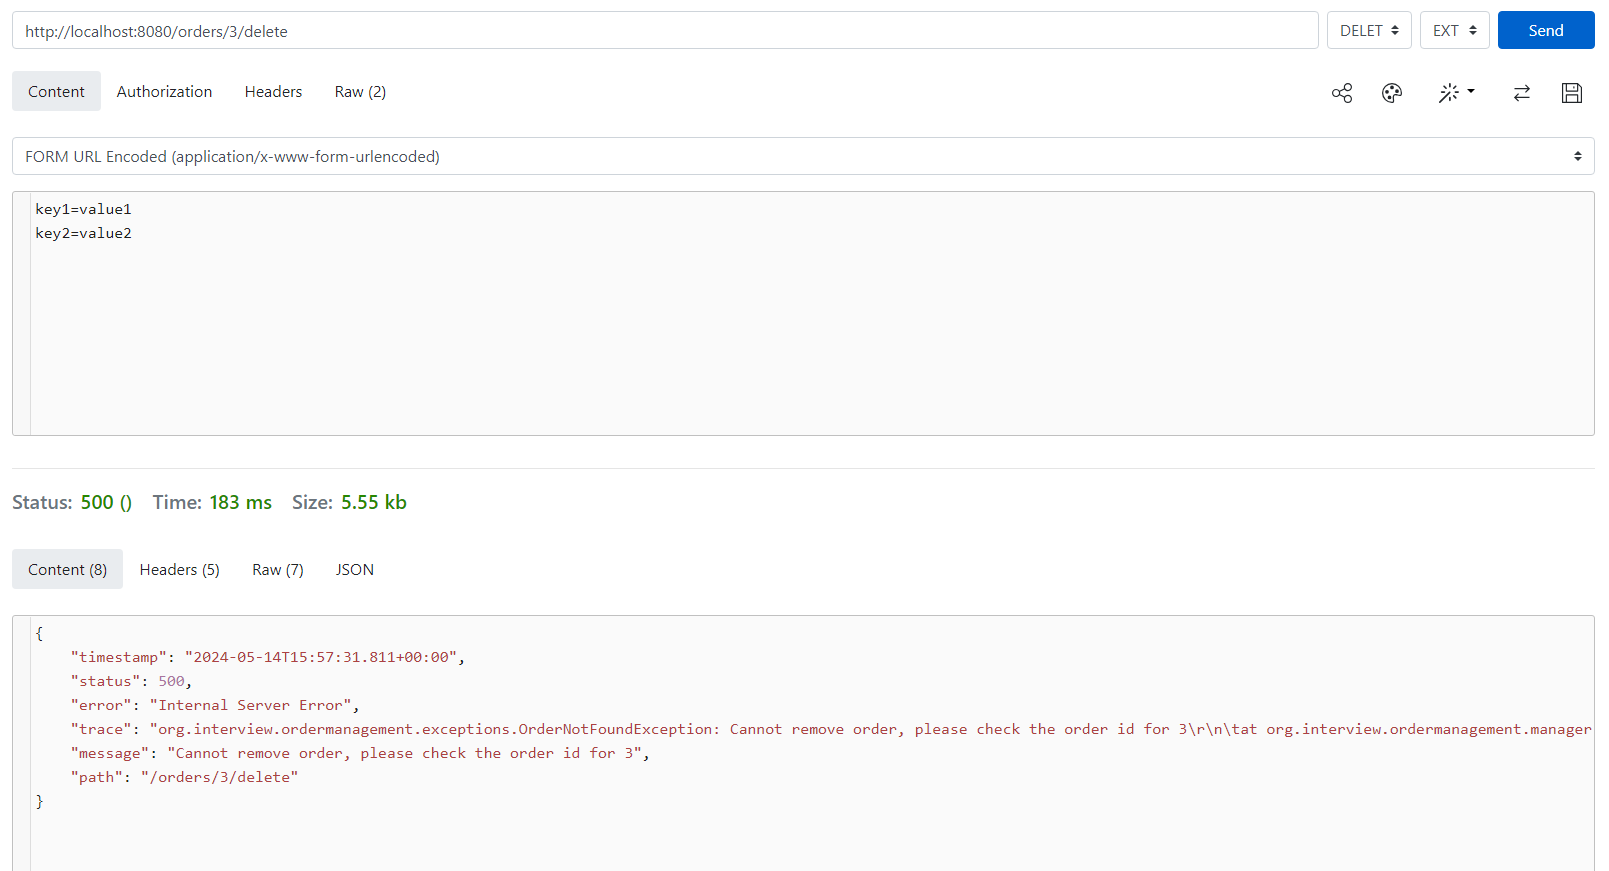 http://localhost:8080/orders/3/delete DELET EXT Send
Content Authorization Headers Raw (2)
FORM URL Encoded (application/x-www-form-urlencoded)
key1=value1
key2=value2
Status: 500 () Time: 183 ms Size: 5.55 kb
Content (8) Headers (5) Raw (7) JSON
{
"timestamp": "2024-05-14T15:57:31.811+00:00",
"status": 500,
"error": "Internal Server Error",
"trace": "org.interview.ordermanagement.exceptions.OrderNotFoundException: Cannot remove order, please check the order id for 3\r\n\tat org.interview.ordermanagement.manager
"message": "Cannot remove order, please check the order id for 3",
"path": "/orders/3/delete"
}